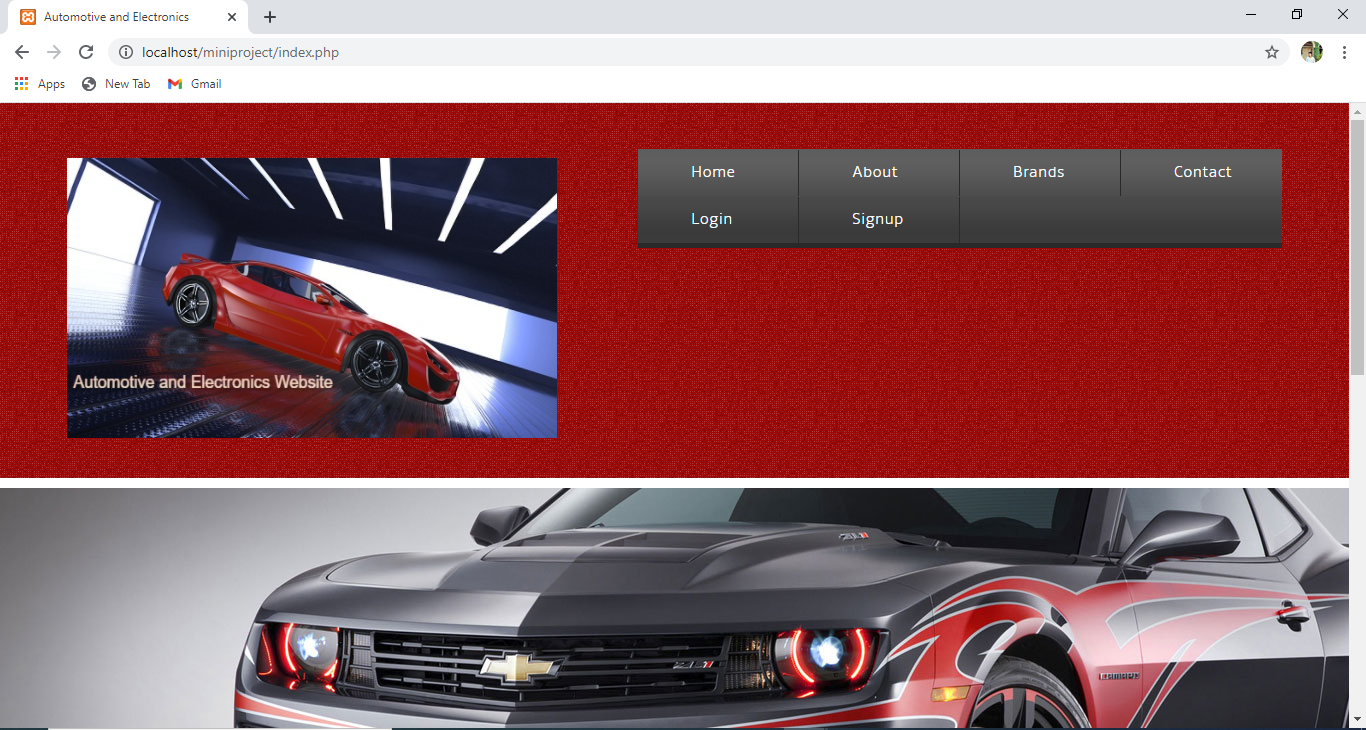 Automotive and Electronics
localhost/miniproject/index.php
Apps New Tab Gmail
Home About Brands Contact
Login Signup
Automotive and Electronics Website
ZL1
ZL1
CAMARO